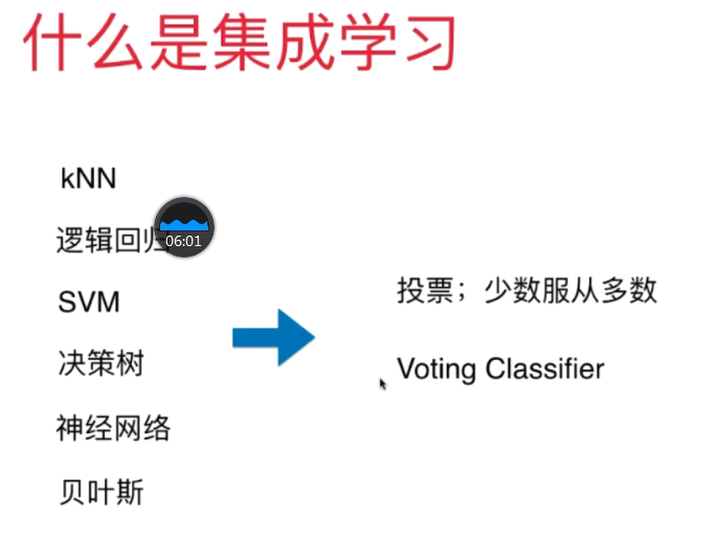 什么是集成学习
kNN
逻辑回归
06:01
SVM
决策树
神经网络
贝叶斯
投票；少数服从多数
Voting Classifier